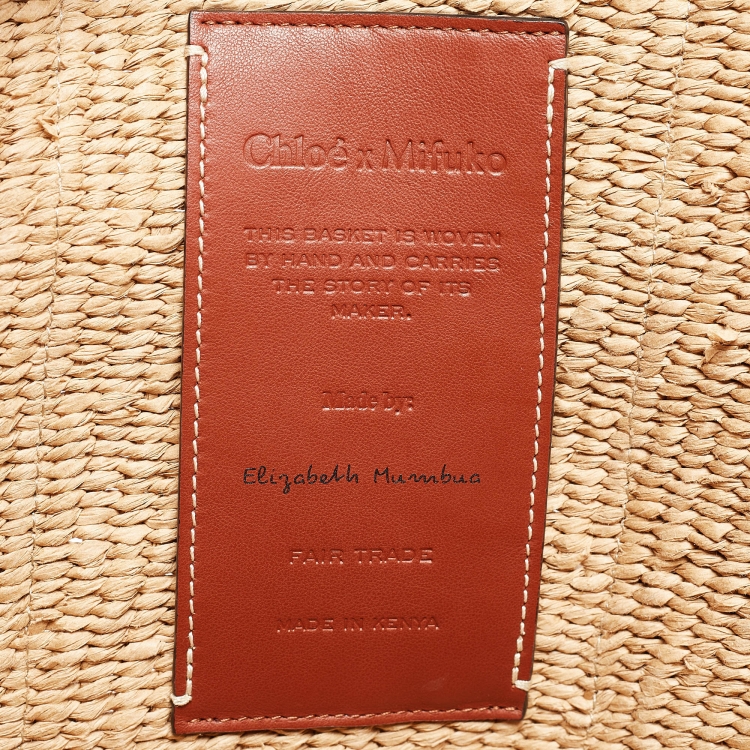 Chloé x Mifuko
THIS BASKET IS WOVEN
BY HAND AND CARRIES
THE STORY OF ITS
MAKER.
Made by:
Elizabeth Mumbua
FAIR TRADE
MADE IN KENYA